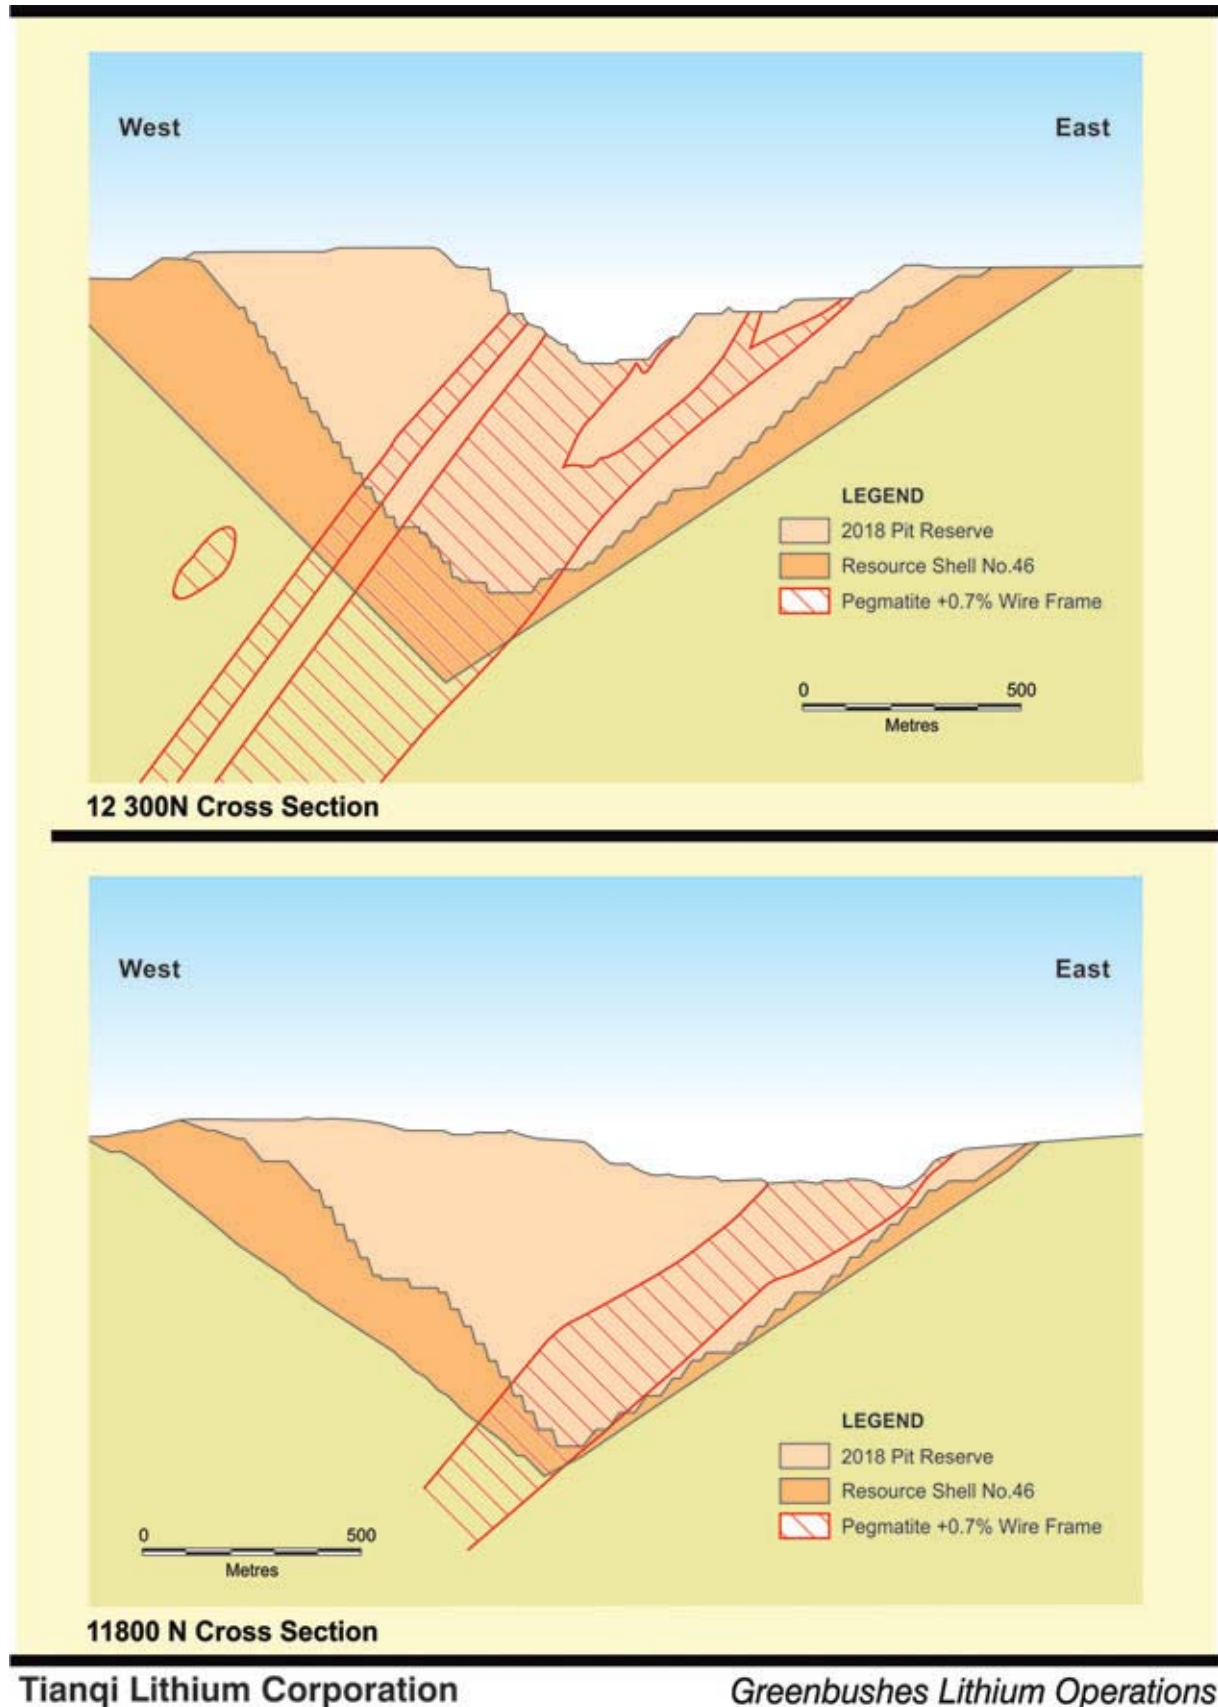 West East
LEGEND
2018 Pit Reserve
Resource Shell No.46
Pegmatite +0.7% Wire Frame
0 500
Metres
12 300N Cross Section
West East
LEGEND
2018 Pit Reserve
Resource Shell No.46
Pegmatite +0.7% Wire Frame
0 500
Metres
11800 N Cross Section
Tianqi Lithium Corporation Greenbushes Lithium Operations